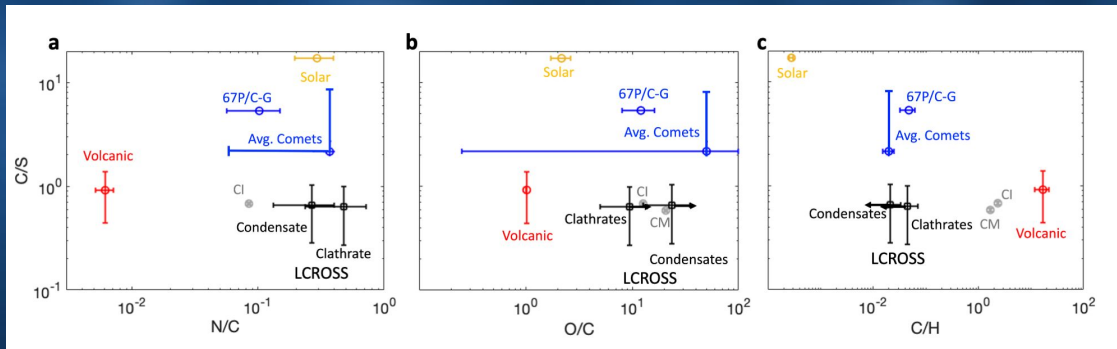 a
C/S
10^1
10^0
10^-1
Solar
67P/C-G
Avg. Comets
Volcanic
CI
Condensate
Clathrate
LCROSS
10^-2
10^-1
10^0
N/C
b
Solar
67P/C-G
Avg. Comets
Volcanic
Clathrates
CI
CM
Condensates
LCROSS
10^0
10^1
10^2
O/C
c
Solar
67P/C-G
Avg. Comets
Condensates
Clathrates
LCROSS
CI
CM
Volcanic
10^-2
10^0
10^2
C/H